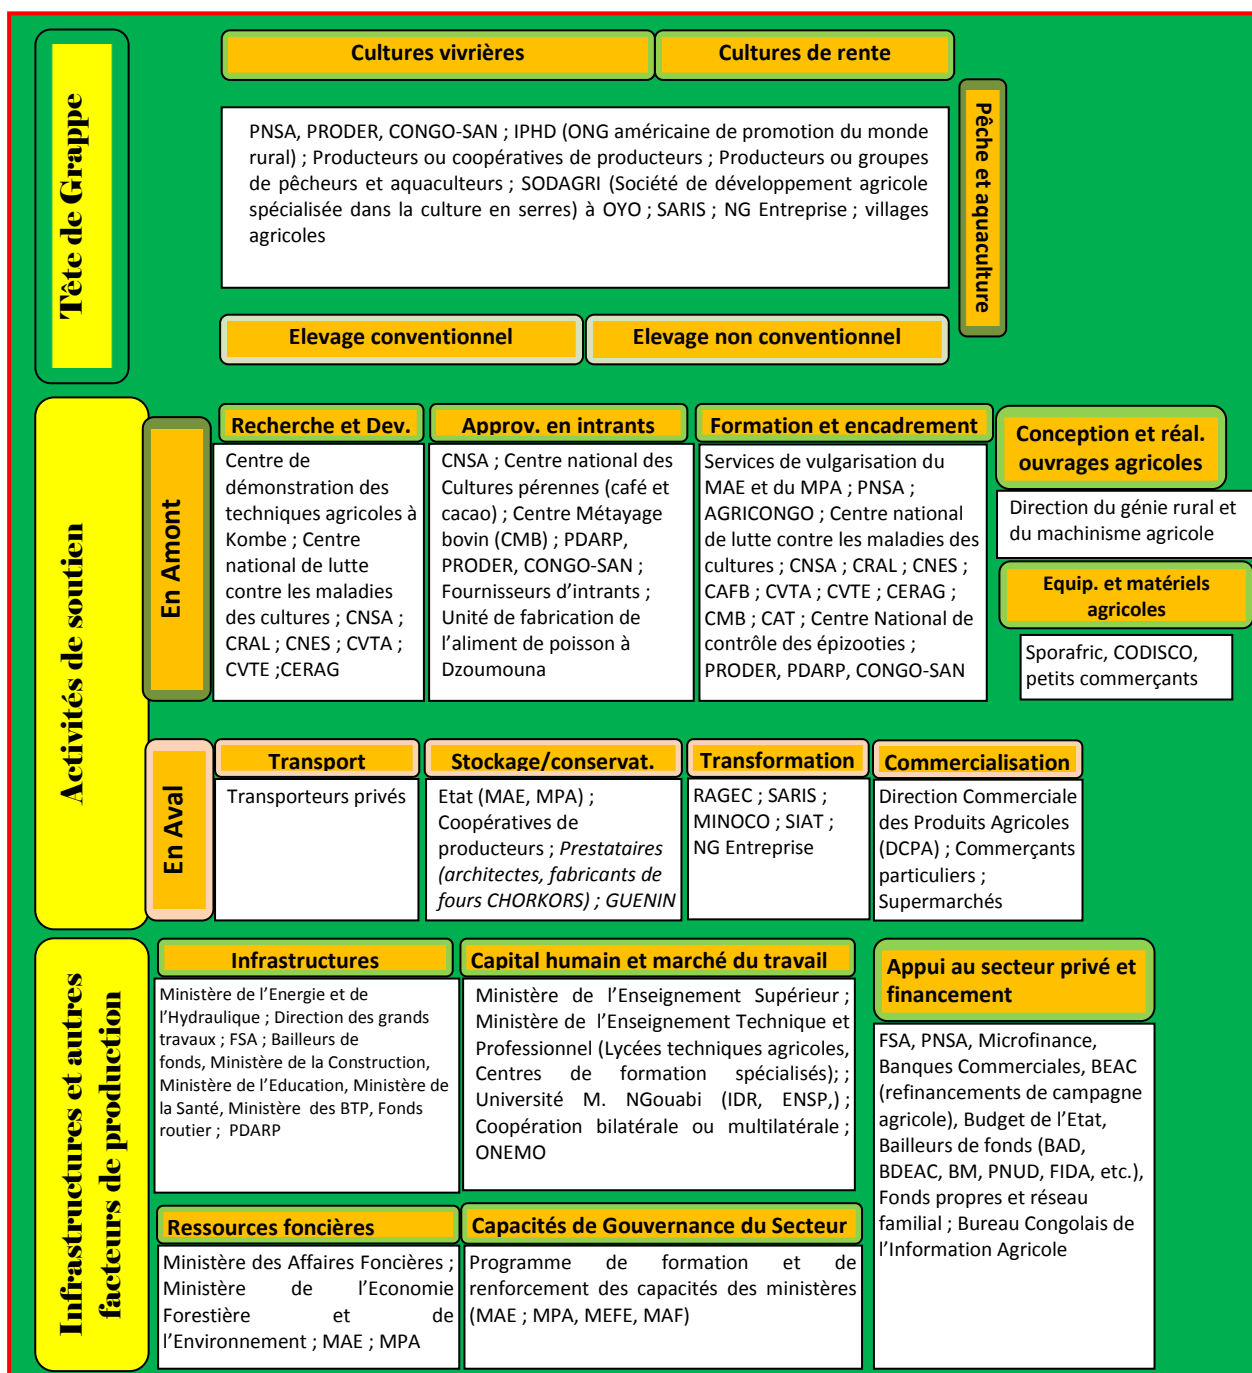 Tête de Grappe
Cultures vivrières
Cultures de rente
PNSA, PRODER, CONGO-SAN ; IPHD (ONG américaine de promotion du monde
rural) ; Producteurs ou coopératives de producteurs ; Producteurs ou groupes
de pêcheurs et aquaculteurs ; SODAGRI (Société de développement agricole
spécialisée dans la culture en serres) à OYO ; SARIS ; NG Entreprise ; villages
agricoles
Pêche et aquaculture
Elevage conventionnel
Elevage non conventionnel
Activités de soutien
En Amont
Recherche et Dev.
Centre de
démonstration des
techniques agricoles à
Kombe ; Centre
national de lutte
contre les maladies
des cultures ; CNSA ;
CRAL ; CNES ; CVTA ;
CVTE ;CERAG
Approv. en intrants
CNSA ; Centre national des
Cultures pérennes (café et
cacao) ; Centre Métayage
bovin (CMB) ; PDARP,
PRODER, CONGO-SAN ;
Fournisseurs d’intrants ;
Unité de fabrication de
l’aliment de poisson à
Dzoumouna
Formation et encadrement
Services de vulgarisation du
MAE et du MPA ; PNSA ;
AGRICONGO ; Centre national
de lutte contre les maladies des
cultures ; CNSA ; CRAL ; CNES ;
CAFB ; CVTA ; CVTE ; CERAG ;
CMB ; CAT ; Centre National de
contrôle des épizooties ;
PRODER, PDARP, CONGO-SAN
Conception et réal.
ouvrages agricoles
Direction du génie rural et
du machinisme agricole
Equip. et matériels
agricoles
Sporafric, CODISCO,
petits commerçants
En Aval
Transport
Transporteurs privés
Stockage/conservat.
Etat (MAE, MPA) ;
Coopératives de
producteurs ; Prestataires
(architectes, fabricants de
fours CHORKORS) ; GUENIN
Transformation
RAGEC ; SARIS ;
MINOCO ; SIAT ;
NG Entreprise
Commercialisation
Direction Commerciale
des Produits Agricoles
(DCPA) ; Commerçants
particuliers ;
Supermarchés
Infrastructures et autres
facteurs de production
Infrastructures
Ministère de l’Energie et de
l’Hydraulique ; Direction des grands
travaux ; FSA ; Bailleurs de
fonds, Ministère de la Construction,
Ministère de l’Education, Ministère de
la Santé, Ministère des BTP, Fonds
routier ; PDARP
Capital humain et marché du travail
Ministère de l’Enseignement Supérieur ;
Ministère de l’Enseignement Technique et
Professionnel (Lycées techniques agricoles,
Centres de formation spécialisés); ;
Université M. NGouabi (IDR, ENSP,) ;
Coopération bilatérale ou multilatérale ;
ONEMO
Appui au secteur privé et
financement
FSA, PNSA, Microfinance,
Banques Commerciales, BEAC
(refinancements de campagne
agricole), Budget de l’Etat,
Bailleurs de fonds (BAD,
BDEAC, BM, PNUD, FIDA, etc.),
Fonds propres et réseau
familial ; Bureau Congolais de
l’Information Agricole
Ressources foncières
Ministère des Affaires Foncières ;
Ministère de l’Economie
Forestière et de
l’Environnement ; MAE ; MPA
Capacités de Gouvernance du Secteur
Programme de formation et de
renforcement des capacités des ministères
(MAE ; MPA, MEFE, MAF)